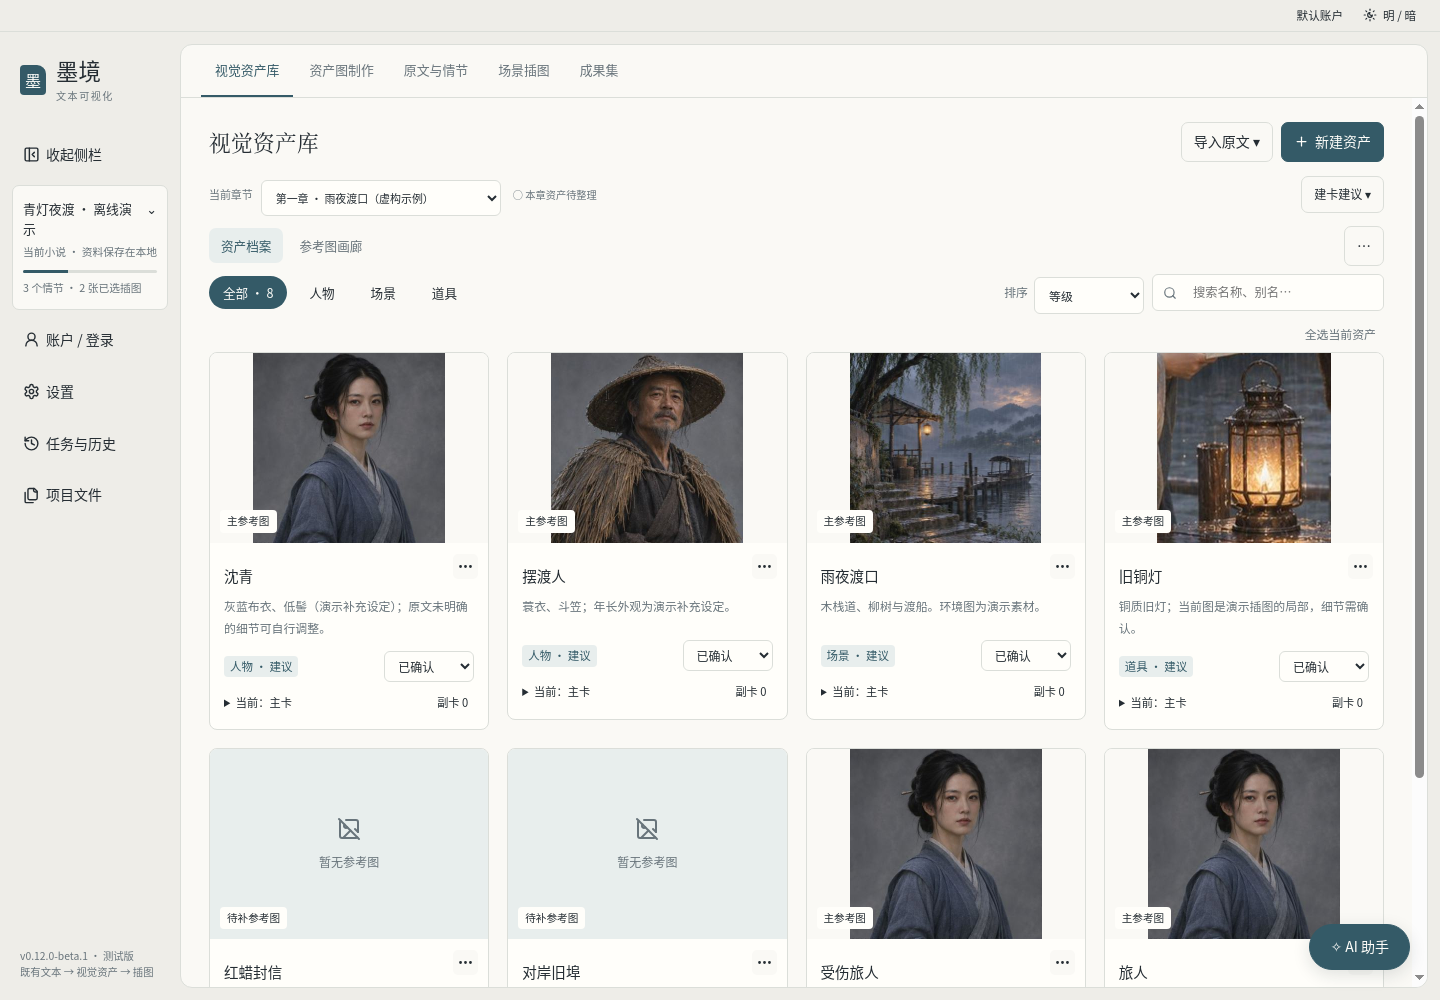 默认账户
明 / 暗
墨
墨境
文本可视化
收起侧栏
青灯夜渡 · 离线演示
当前小说 · 资料保存在本地
3 个情节 · 2 张已选插图
账户 / 登录
设置
任务与历史
项目文件
v0.12.0-beta.1 · 测试版
既有文本 → 视觉资产 → 插图
视觉资产库
资产图制作
原文与情节
场景插图
成果集
视觉资产库
导入原文 ▾
＋ 新建资产
当前章节
第一章 · 雨夜渡口（虚构示例）
〇 本章资产待整理
建卡建议 ▾
资产档案
参考图画廊
···
全部 · 8
人物
场景
道具
排序
等级
搜索名称、别名…
全选当前资产
主参考图
沈青
灰蓝布衣、低髻（演示补充设定）；原文未明确
的细节可自行调整。
人物 · 建议
已确认
▶ 当前：主卡
副卡 0
主参考图
摆渡人
蓑衣、斗笠；年长外观为演示补充设定。
人物 · 建议
已确认
▶ 当前：主卡
副卡 0
主参考图
雨夜渡口
木栈道、柳树与渡船。环境图为演示素材。
场景 · 建议
已确认
▶ 当前：主卡
副卡 0
主参考图
旧铜灯
铜质旧灯；当前图是演示插图的局部，细节需确
认。
道具 · 建议
已确认
▶ 当前：主卡
副卡 0
暂无参考图
待补参考图
红蜡封信
暂无参考图
待补参考图
对岸旧埠
主参考图
受伤旅人
主参考图
旅人
✧ AI 助手